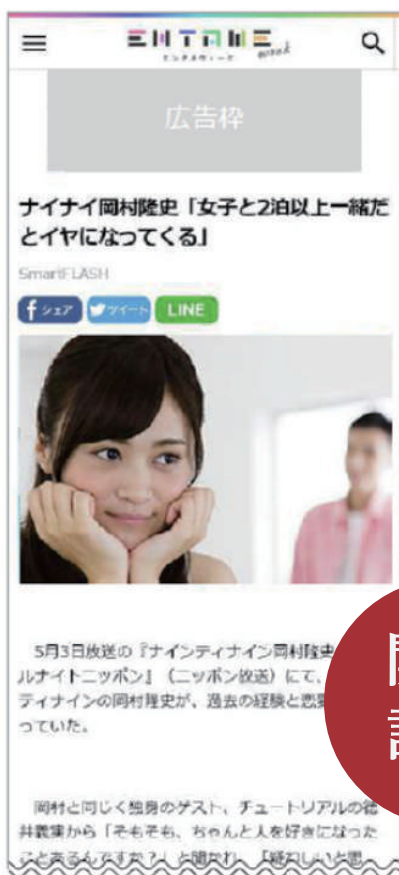 ENTAME
エンタメウィーク week
広告枠
ナイナイ岡村隆史「女子と2泊以上一緒だ
とイヤになってくる」
SmartFLASH
f シェア ツイート LINE
5月3日放送の『ナインティナイン岡村隆史
ルナイトニッポン』（ニッポン放送）にて、
ティナインの岡村隆史が、過去の経験と恋
っていた。
岡村と同じく独身のゲスト、チュートリアルの徳
井義実から「そもそも、ちゃんと人を好きになった
ことあるんですか？」と聞かれ、